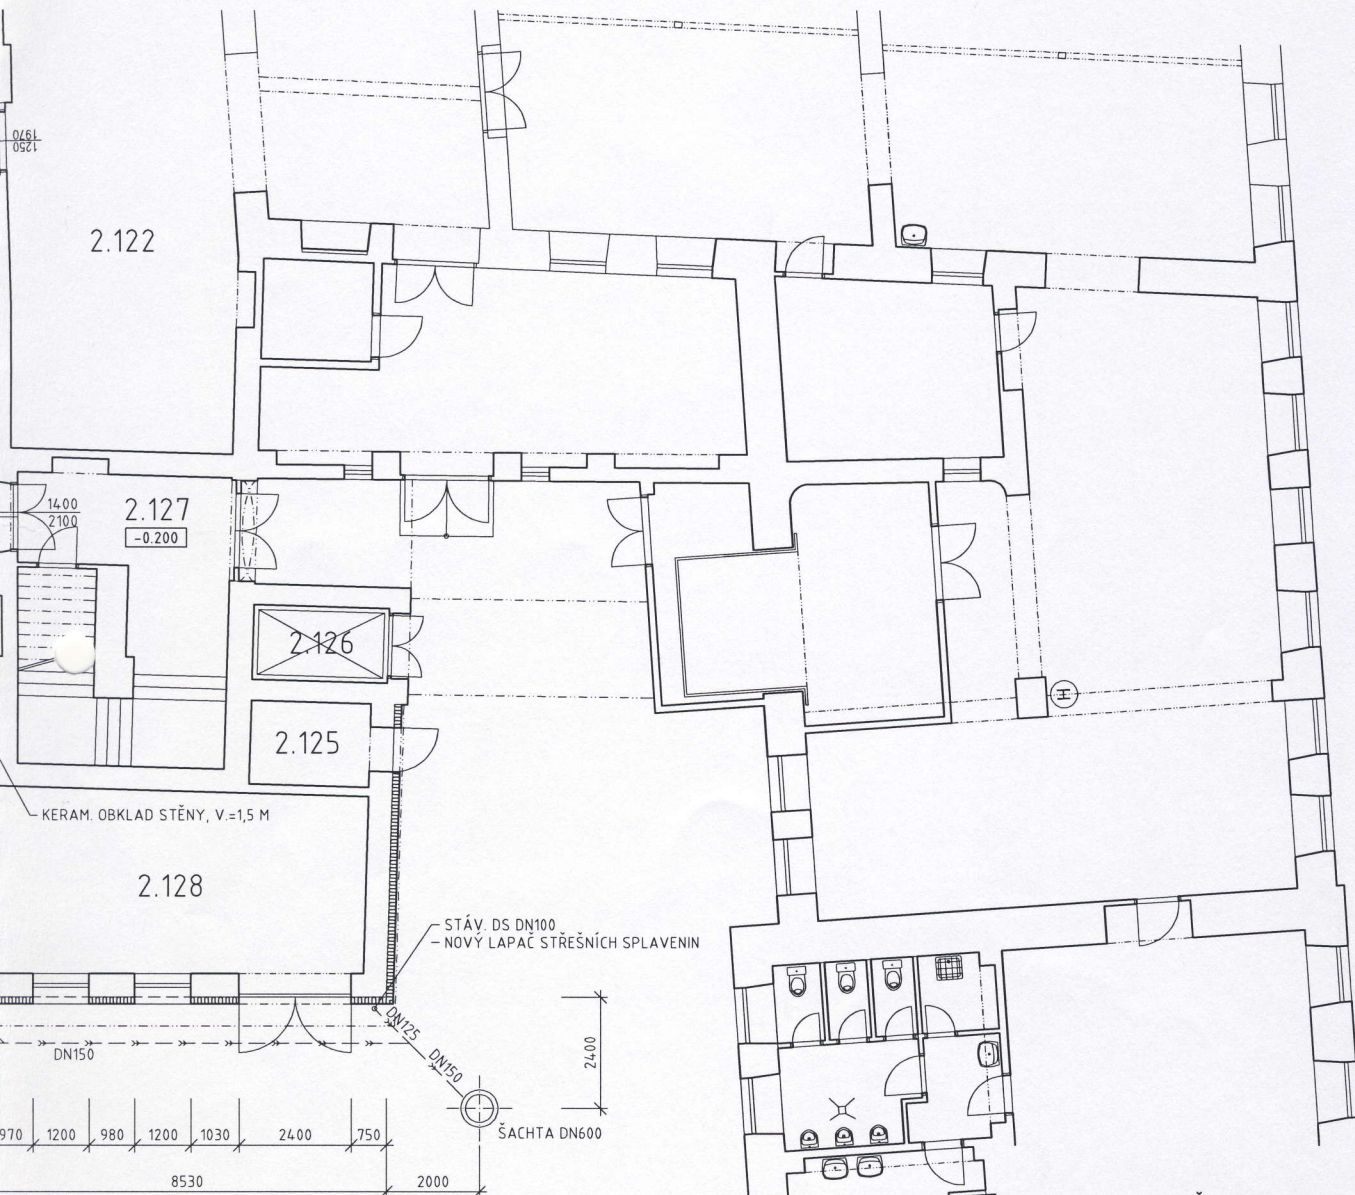 1970
1250
2.122
1400
2100
2.127
-0.200
2.126
2.125
H
KERAM. OBKLAD STĚNY, V.=1,5 M
2.128
STÁV. DS DN100
- NOVÝ LAPAČ STŘEŠNÍCH SPLAVENIN
DN125
DN150
DN150
2400
ŠACHTA DN600
970 1200 980 1200 1030 2400 750
8530 2000